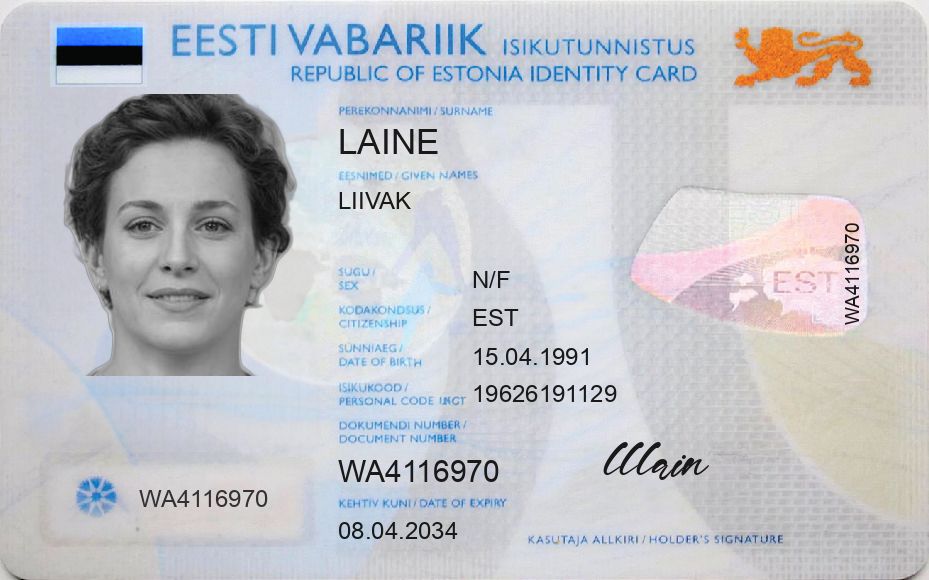 EESTI VABARIIK ISIKUTUNNISTUS
REPUBLIC OF ESTONIA IDENTITY CARD
PEREKONNANIMI / SURNAME
LAINE
EESNIMED / GIVEN NAMES
LIIVAK
SUGU /
SEX
N/F
KODAKONDSUS /
CITIZENSHIP
EST
SÜNNIAEG /
DATE OF BIRTH
15.04.1991
ISIKUKOOD /
PERSONAL CODE
19626191129
DOKUMENDI NUMBER /
DOCUMENT NUMBER
WA4116970
KEHTIV KUNI / DATE OF EXPIRY
08.04.2034
WA4116970
EST
WA4116970
KASUTAJA ALLKIRI / HOLDER'S SIGNATURE